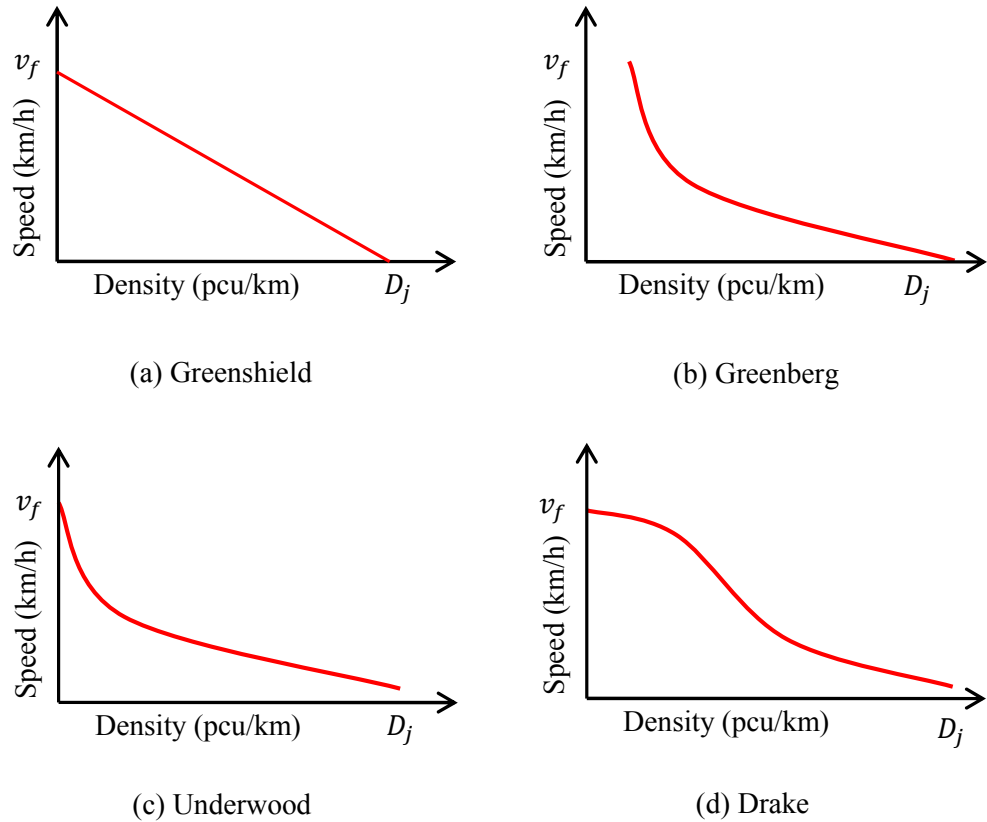 v_f
Speed (km/h)
Density (pcu/km)
D_j
(a) Greenshield
v_f
Speed (km/h)
Density (pcu/km)
D_j
(b) Greenberg
v_f
Speed (km/h)
Density (pcu/km)
D_j
(c) Underwood
v_f
Speed (km/h)
Density (pcu/km)
D_j
(d) Drake